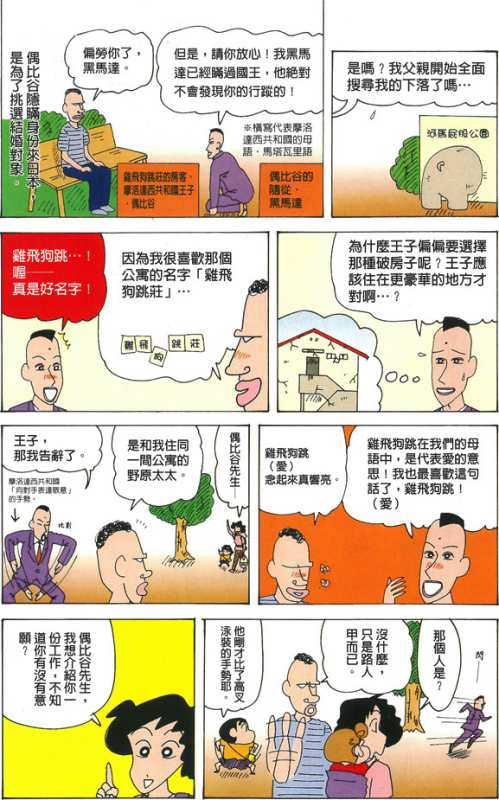 是嗎？我父親開始全面
搜尋我的下落了嗎…
河馬屁股公園
但是，請你放心！我黑馬
達已經瞞過國王，他絕對
不會發現你的行蹤的！
※橫寫代表摩洛
達西共和國的母
語、馬塔瓦里語
偶比谷的
隨從、
黑馬達
偏勞你了，
黑馬達。
雞飛狗跳莊的房客、
摩洛達西共和國王子
、偶比谷
偶比谷隱瞞身份來日本，
是為了挑選結婚對象。
為什麼王子偏偏要選擇
那種破房子呢？王子應
該住在更豪華的地方才
對啊…？
因為我很喜歡那個
公寓的名字「雞飛
狗跳莊」…
雞飛狗跳莊
雞飛狗跳…！
喔——
真是好名字！
雞飛狗跳在我們的母
語中，是代表愛的意
思！我也最喜歡這句
話了，雞飛狗跳！
（愛）
雞飛狗跳
（愛）
念起來真響亮。
偶比谷先生——
是和我住同
一間公寓的
野原太太。
王子，
那我告辭了。
摩洛達西共和國
「向對手表達敬意」
的手勢。
比劃
閃——
那個人是？
沒什麼，
只是路人
甲而已。
他剛才比了高叉
泳裝的手勢耶。
偶比谷先生，
我想介紹你一
份工作，不知
道你有沒有意
願？